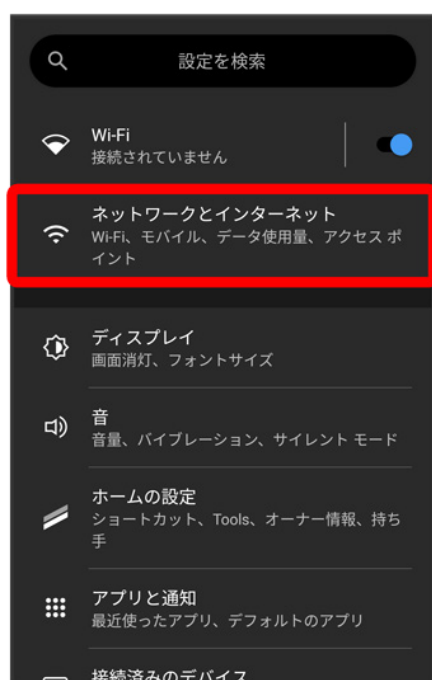 設定を検索
Wi-Fi
接続されていません
ネットワークとインターネット
Wi-Fi、モバイル、データ使用量、アクセス ポ
イント
ディスプレイ
画面消灯、フォントサイズ
音
音量、バイブレーション、サイレント モード
ホームの設定
ショートカット、Tools、オーナー情報、持ち
手
アプリと通知
最近使ったアプリ、デフォルトのアプリ
接続済みのデバイス